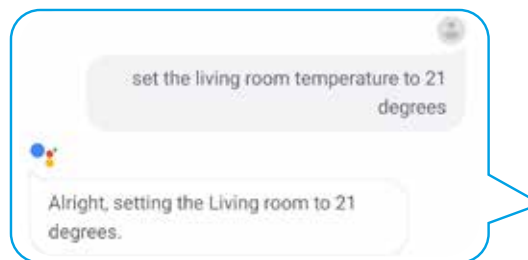 set the living room temperature to 21
degrees
Alright, setting the Living room to 21
degrees.